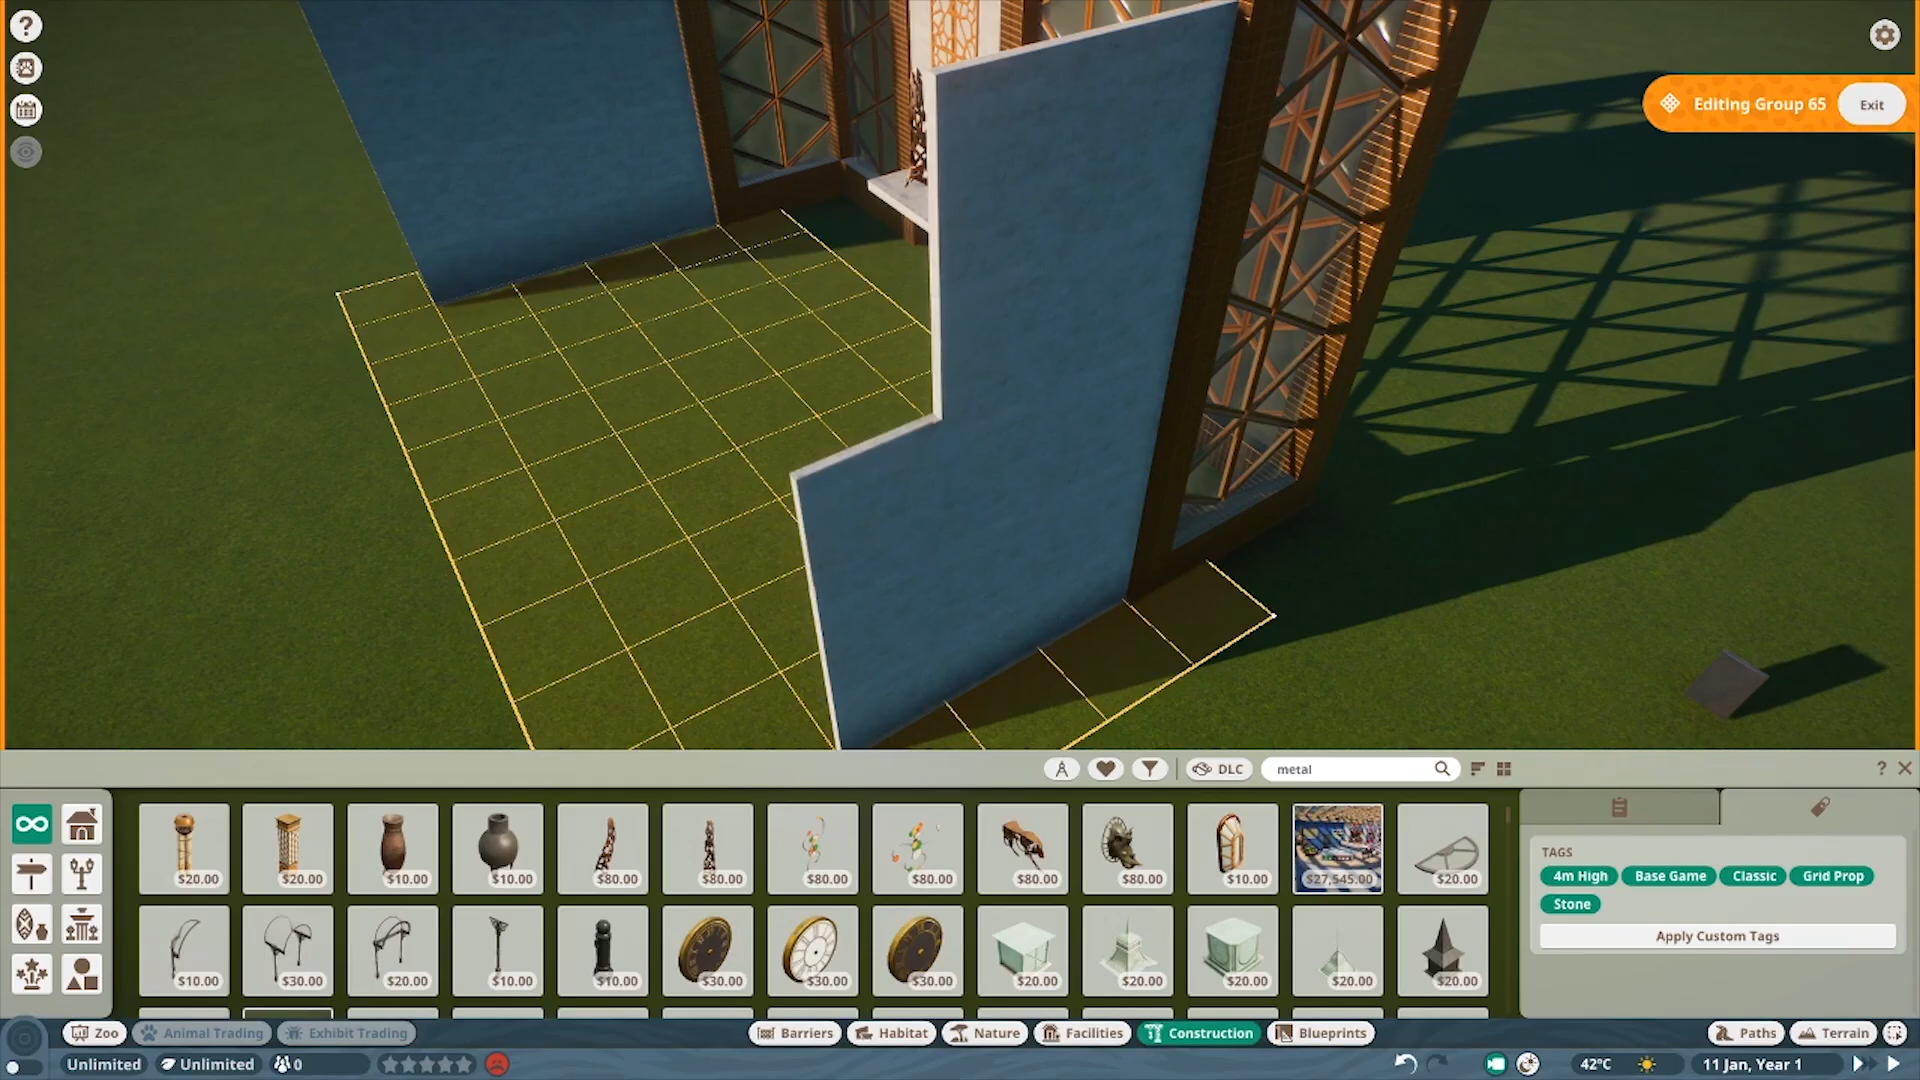 ?
Editing Group 65 Exit
DLC metal ?
$20.00 $20.00 $10.00 $10.00 $80.00 $80.00 $80.00 $80.00 $80.00 $80.00 $10.00 $27,545.00 $20.00
$10.00 $30.00 $20.00 $10.00 $10.00 $30.00 $30.00 $30.00 $20.00 $20.00 $20.00 $20.00 $20.00
TAGS
4m High Base Game Classic Grid Prop
Stone
Apply Custom Tags
Zoo Animal Trading Exhibit Trading Barriers Habitat Nature Facilities Construction Blueprints Paths Terrain
Unlimited Unlimited 0 42°C 11 Jan, Year 1